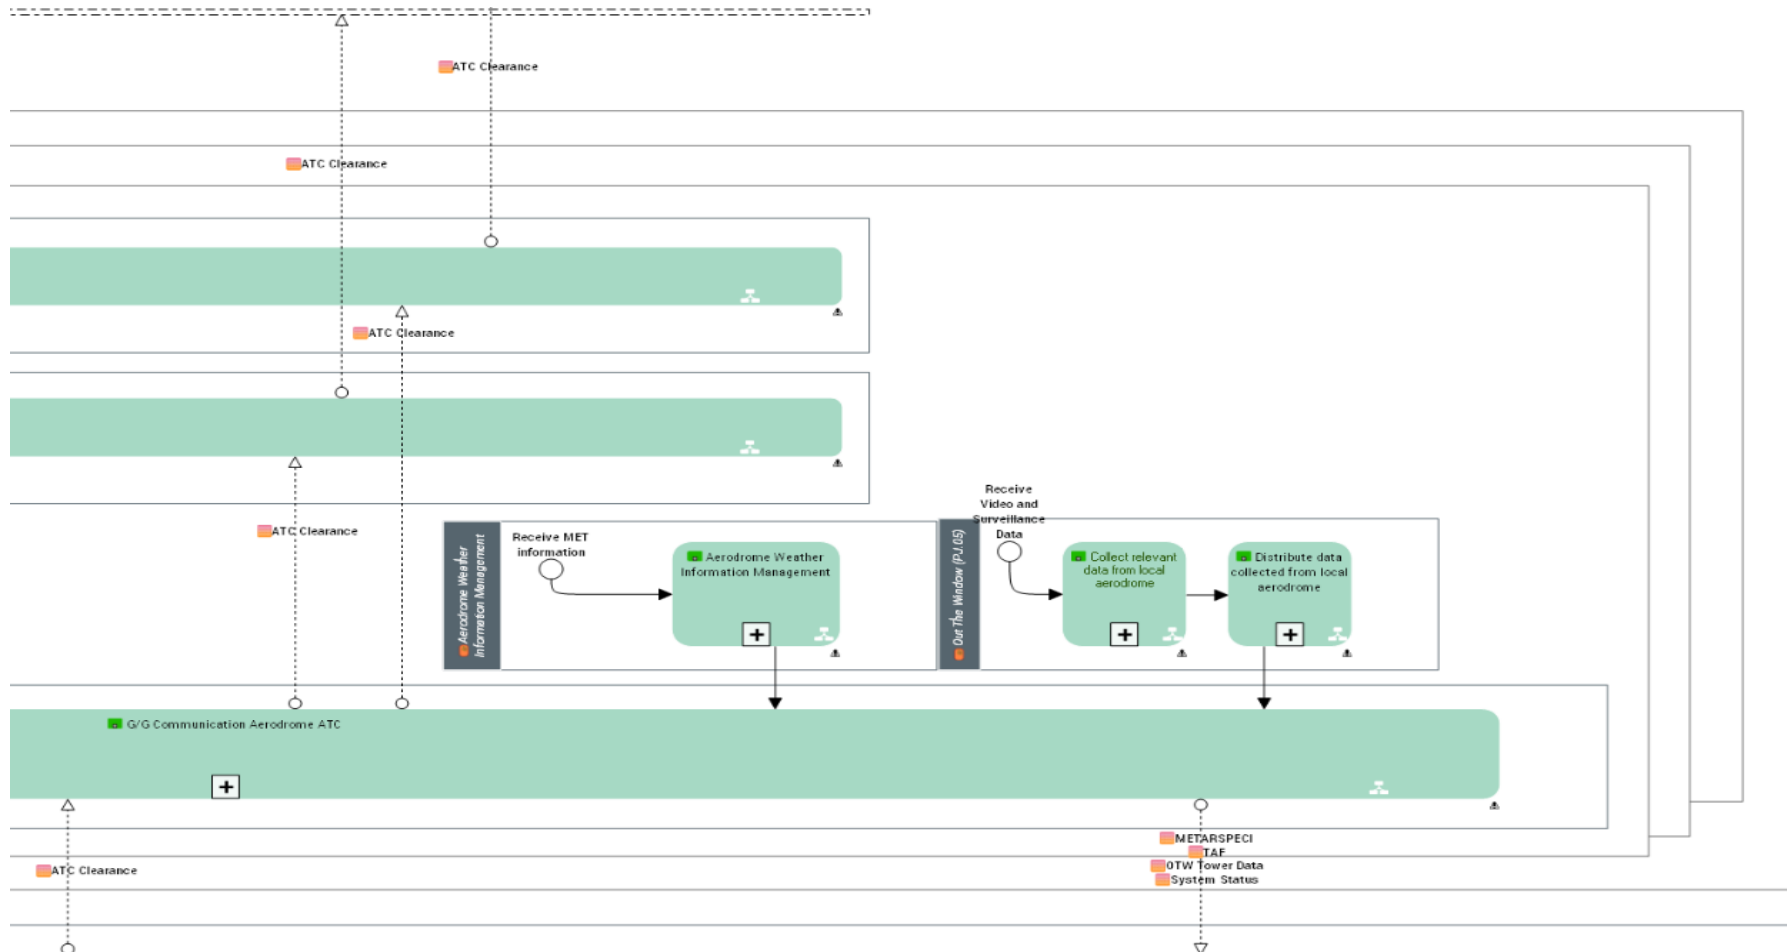 ATC Clearance
ATC Clearance
ATC Clearance
ATC Clearance
Receive
Video and
Surveillance
Data
Receive MET
information
Aerodrome Weather
Information Management
Aerodrome Weather
Information Management
Out The Window (PJ.05)
Collect relevant
data from local
aerodrome
Distribute data
collected from local
aerodrome
G/G Communication Aerodrome ATC
METARSPECI
TAF
OTW Tower Data
System Status
ATC Clearance